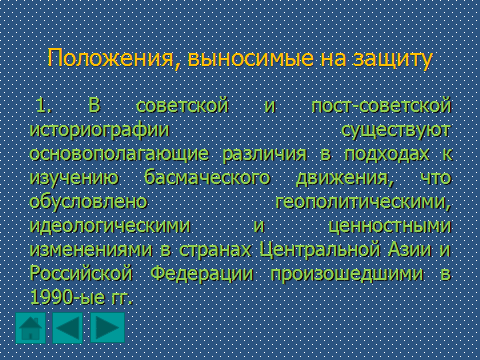 Положения, выносимые на защиту
1. В советской и пост-советской
историографии существуют
основополагающие различия в подходах к
изучению басмаческого движения, что
обусловлено геополитическими,
идеологическими и ценностными
изменениями в странах Центральной Азии и
Российской Федерации произошедшими в
1990-ые гг.